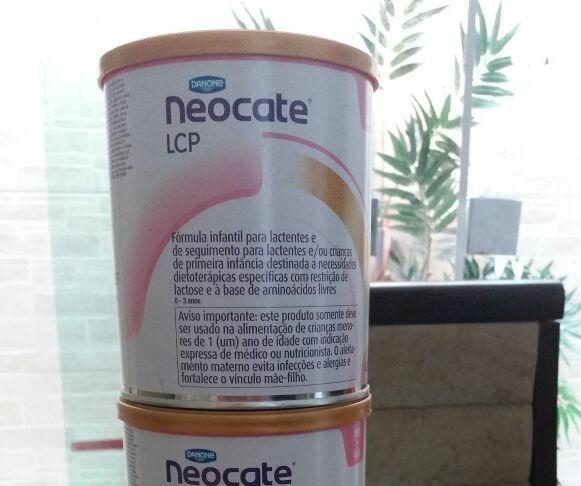 DANONE
neocate®
LCP
Fórmula infantil para lactentes e
de seguimento para lactentes e/ou crianças
de primeira infância destinada a necessidades
dietoterápicas específicas com restrição de
lactose e à base de aminoácidos livres
0 - 3 anos
Aviso importante: este produto somente deve
ser usado na alimentação de crianças meno-
res de 1 (um) ano de idade com indicação
expressa de médico ou nutricionista. O aleita-
mento materno evita infecções e alergias e
fortalece o vínculo mãe-filho.
DANONE
neocate